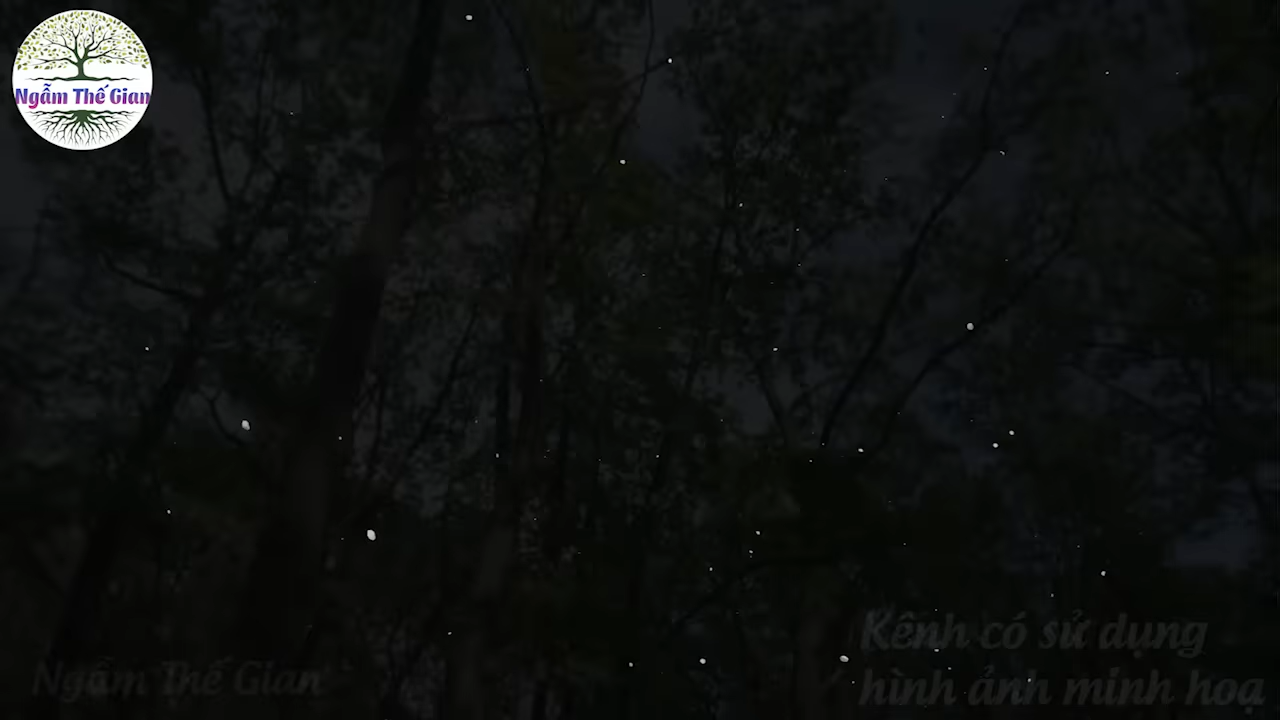 Ngẫm Thế Gian
Ngẫm Thế Gian
Kênh có sử dụng
hình ảnh minh hoạ